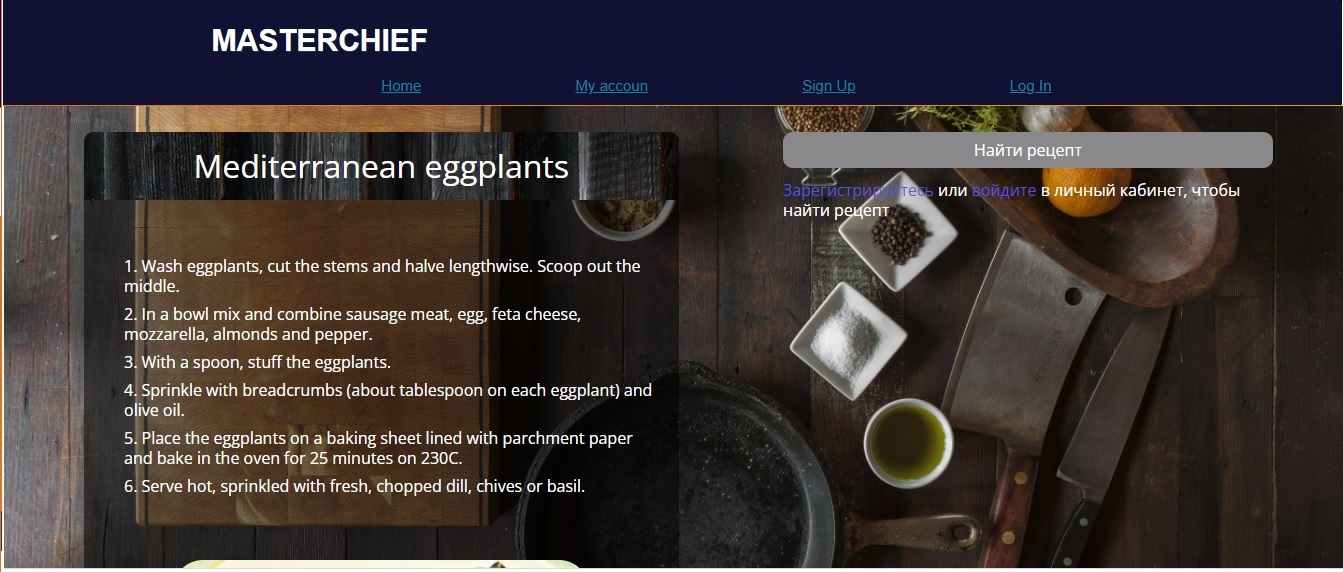 MASTERCHIEF
Home My accoun Sign Up Log In
Mediterranean eggplants
1. Wash eggplants, cut the stems and halve lengthwise. Scoop out the
middle.
2. In a bowl mix and combine sausage meat, egg, feta cheese,
mozzarella, almonds and pepper.
3. With a spoon, stuff the eggplants.
4. Sprinkle with breadcrumbs (about tablespoon on each eggplant) and
olive oil.
5. Place the eggplants on a baking sheet lined with parchment paper
and bake in the oven for 25 minutes on 230C.
6. Serve hot, sprinkled with fresh, chopped dill, chives or basil.
Найти рецепт
Зарегистрируйтесь или войдите в личный кабинет, чтобы
найти рецепт